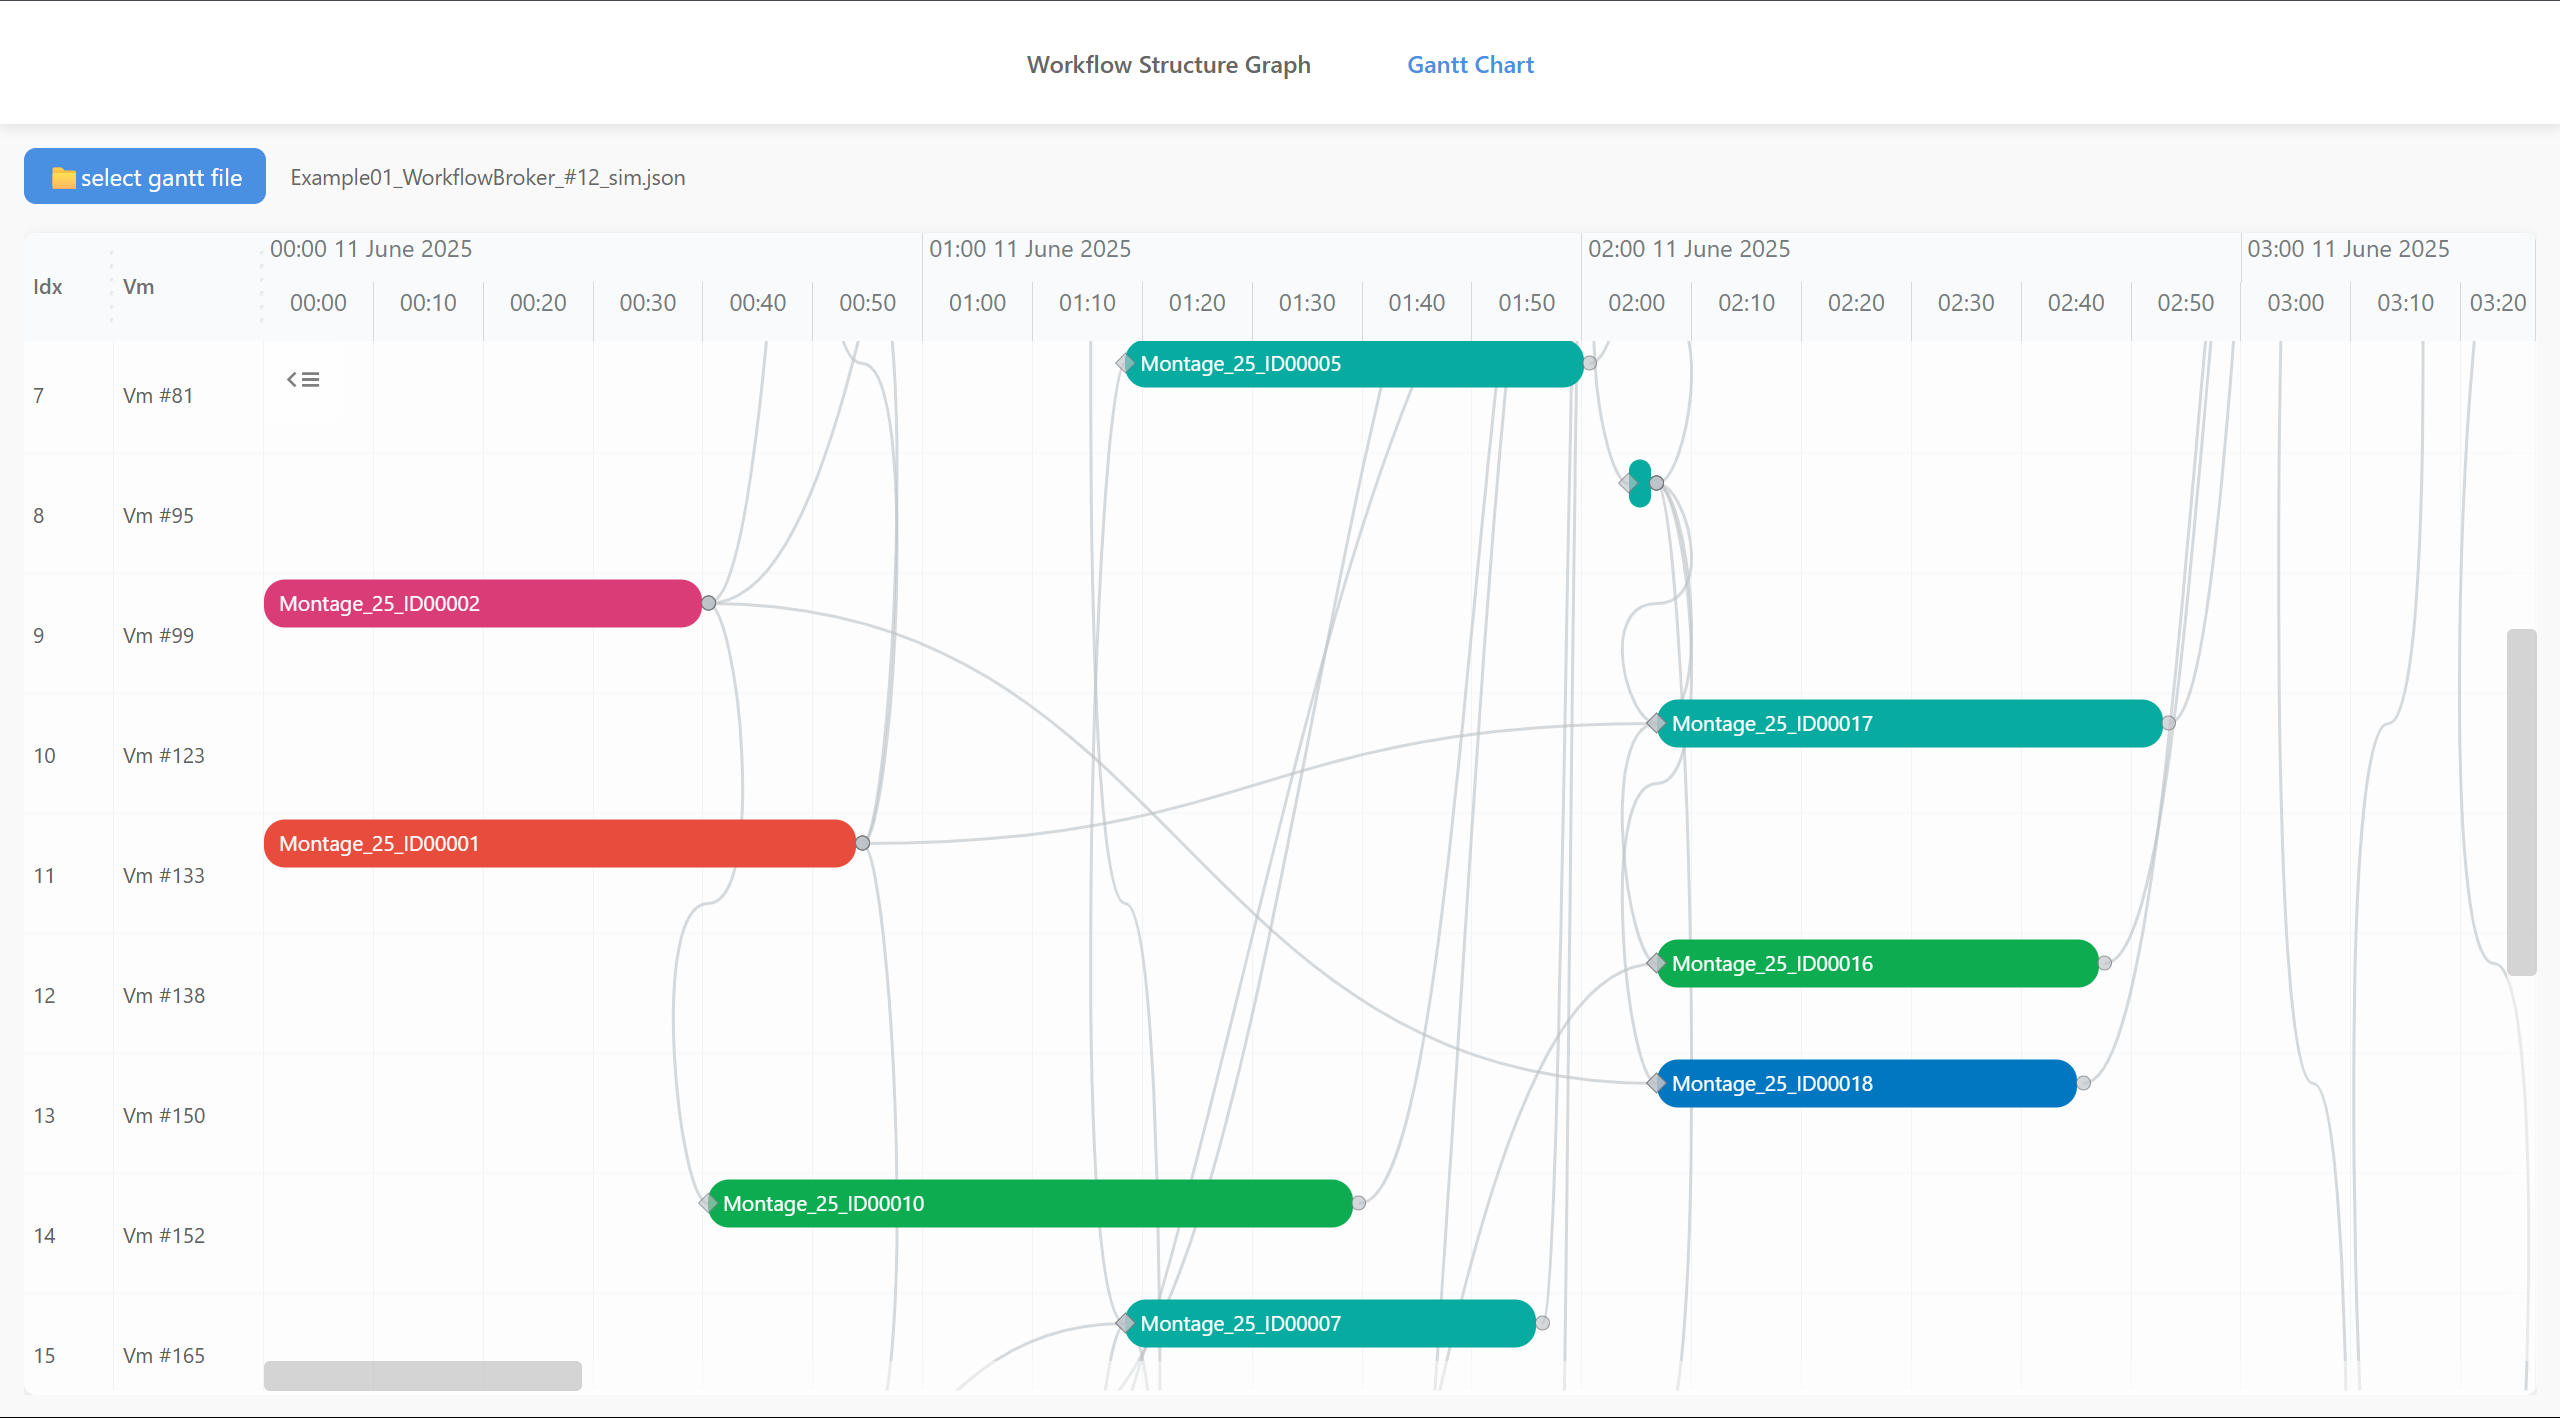 Workflow Structure Graph Gantt Chart
select gantt file Example01_WorkflowBroker_#12_sim.json
Idx Vm
00:00 11 June 2025 01:00 11 June 2025 02:00 11 June 2025 03:00 11 June 2025
00:00 00:10 00:20 00:30 00:40 00:50 01:00 01:10 01:20 01:30 01:40 01:50 02:00 02:10 02:20 02:30 02:40 02:50 03:00 03:10 03:20
Montage_25_ID00005
7 Vm #81
8 Vm #95
Montage_25_ID00002
9 Vm #99
Montage_25_ID00017
10 Vm #123
Montage_25_ID00001
11 Vm #133
Montage_25_ID00016
12 Vm #138
Montage_25_ID00018
13 Vm #150
Montage_25_ID00010
14 Vm #152
Montage_25_ID00007
15 Vm #165